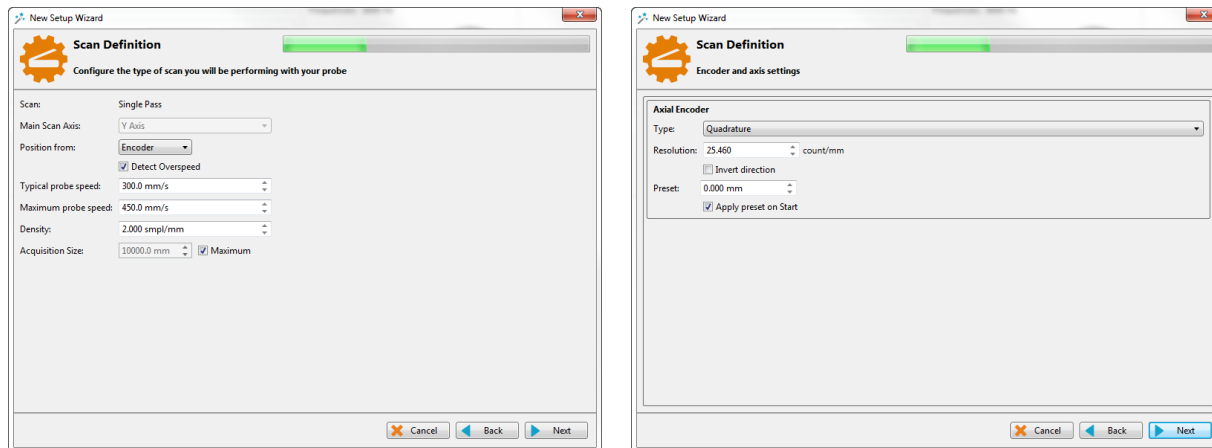 New Setup Wizard
Scan Definition
Configure the type of scan you will be performing with your probe
Scan: Single Pass
Main Scan Axis: Y Axis
Position from: Encoder
Detect Overspeed
Typical probe speed: 300.0 mm/s
Maximum probe speed: 450.0 mm/s
Density: 2.000 smpl/mm
Acquisition Size: 10000.0 mm Maximum
Cancel Back Next
New Setup Wizard
Scan Definition
Encoder and axis settings
Axial Encoder
Type: Quadrature
Resolution: 25.460 count/mm
Invert direction
Preset: 0.000 mm
Apply preset on Start
Cancel Back Next